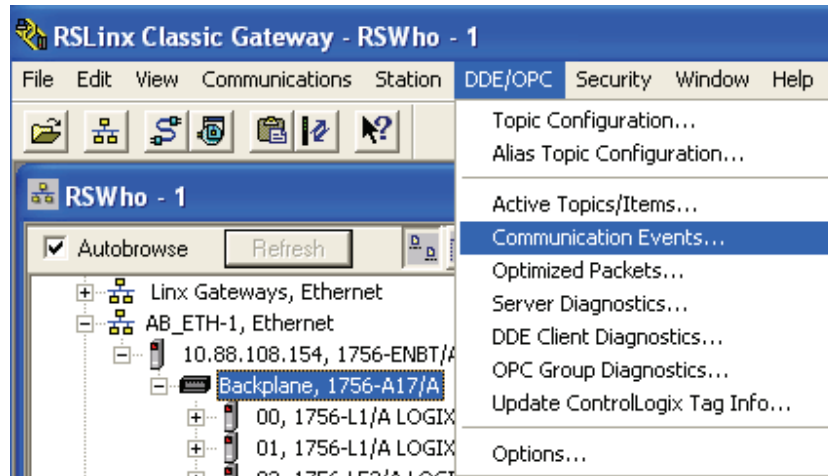 RSLinx Classic Gateway - RSWho - 1
File Edit View Communications Station DDE/OPC Security Window Help
Topic Configuration...
Alias Topic Configuration...
Active Topics/Items...
Communication Events...
Optimized Packets...
Server Diagnostics...
DDE Client Diagnostics...
OPC Group Diagnostics...
Update ControlLogix Tag Info...
Options...
RSWho - 1
Autobrowse Refresh
Linx Gateways, Ethernet
AB_ETH-1, Ethernet
10.88.108.154, 1756-ENBT/A
Backplane, 1756-A17/A
00, 1756-L1/A LOGIX
01, 1756-L1/A LOGIX